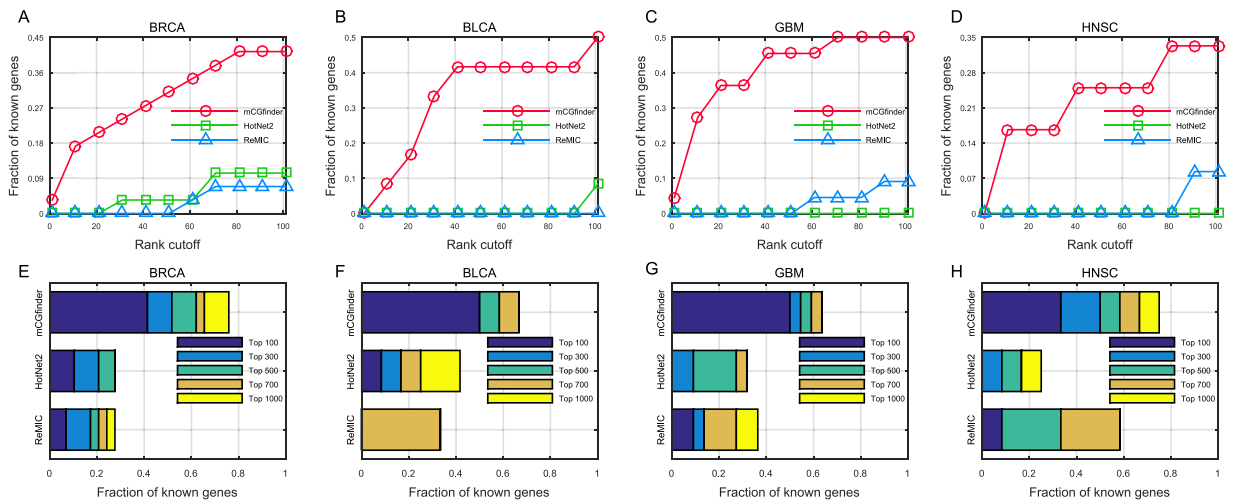 A
BRCA
Fraction of known genes
0.45
0.36
0.27
0.18
0.09
0
mCGfinder
HotNet2
ReMIC
0 20 40 60 80 100
Rank cutoff
B
BLCA
Fraction of known genes
0.5
0.4
0.3
0.2
0.1
0
mCGfinder
HotNet2
ReMIC
0 20 40 60 80 100
Rank cutoff
C
GBM
Fraction of known genes
0.5
0.4
0.3
0.2
0.1
0
mCGfinder
HotNet2
ReMIC
0 20 40 60 80 100
Rank cutoff
D
HNSC
Fraction of known genes
0.35
0.28
0.21
0.14
0.07
0
mCGfinder
HotNet2
ReMIC
0 20 40 60 80 100
Rank cutoff
E
BRCA
mCGfinder
HotNet2
ReMIC
Top 100
Top 300
Top 500
Top 700
Top 1000
0 0.2 0.4 0.6 0.8 1
Fraction of known genes
F
BLCA
mCGfinder
HotNet2
ReMIC
Top 100
Top 300
Top 500
Top 700
Top 1000
0 0.2 0.4 0.6 0.8 1
Fraction of known genes
G
GBM
mCGfinder
HotNet2
ReMIC
Top 100
Top 300
Top 500
Top 700
Top 1000
0 0.2 0.4 0.6 0.8 1
Fraction of known genes
H
HNSC
mCGfinder
HotNet2
ReMIC
Top 100
Top 300
Top 500
Top 700
Top 1000
0 0.2 0.4 0.6 0.8 1
Fraction of known genes